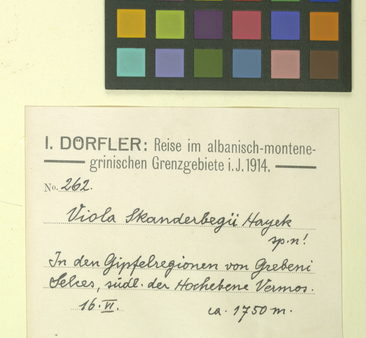 I. DÖRFLER: Reise im albanisch-montene-
grinischen Grenzgebiete i. J. 1914.
No. 262.
Viola Skanderbegii Hayek
sp. n!
In den Gipfelregionen von Grebeni
Selces, südl. der Hochebene Vermos.
16. VI. ca. 1750 m.